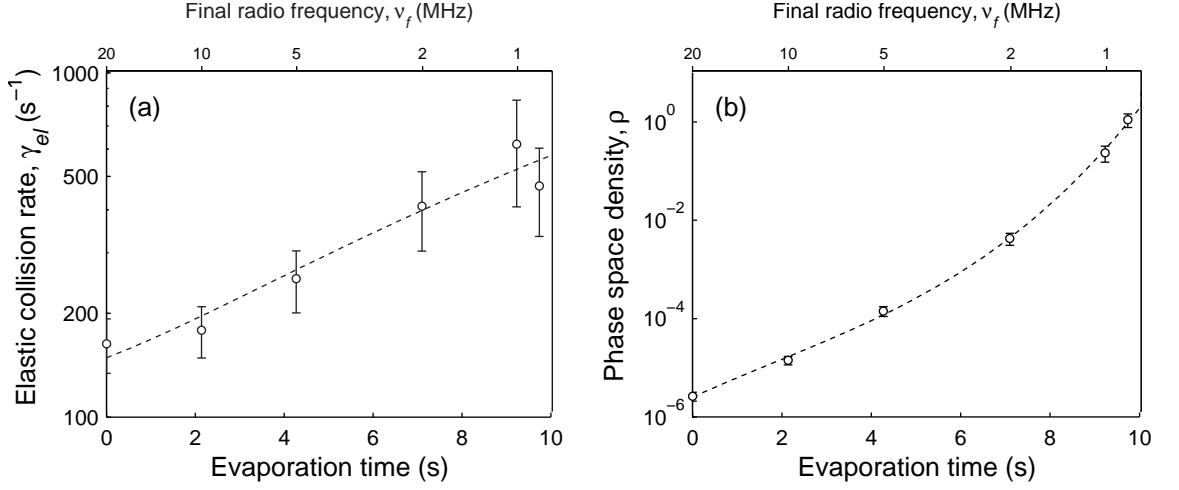 Final radio frequency, ν_f (MHz)
20 10 5 2 1
Elastic collision rate, γ_el (s⁻¹)
1000
500
200
100
(a)
0 2 4 6 8 10
Evaporation time (s)
Final radio frequency, ν_f (MHz)
20 10 5 2 1
Phase space density, ρ
10⁰
10⁻²
10⁻⁴
10⁻⁶
(b)
0 2 4 6 8 10
Evaporation time (s)